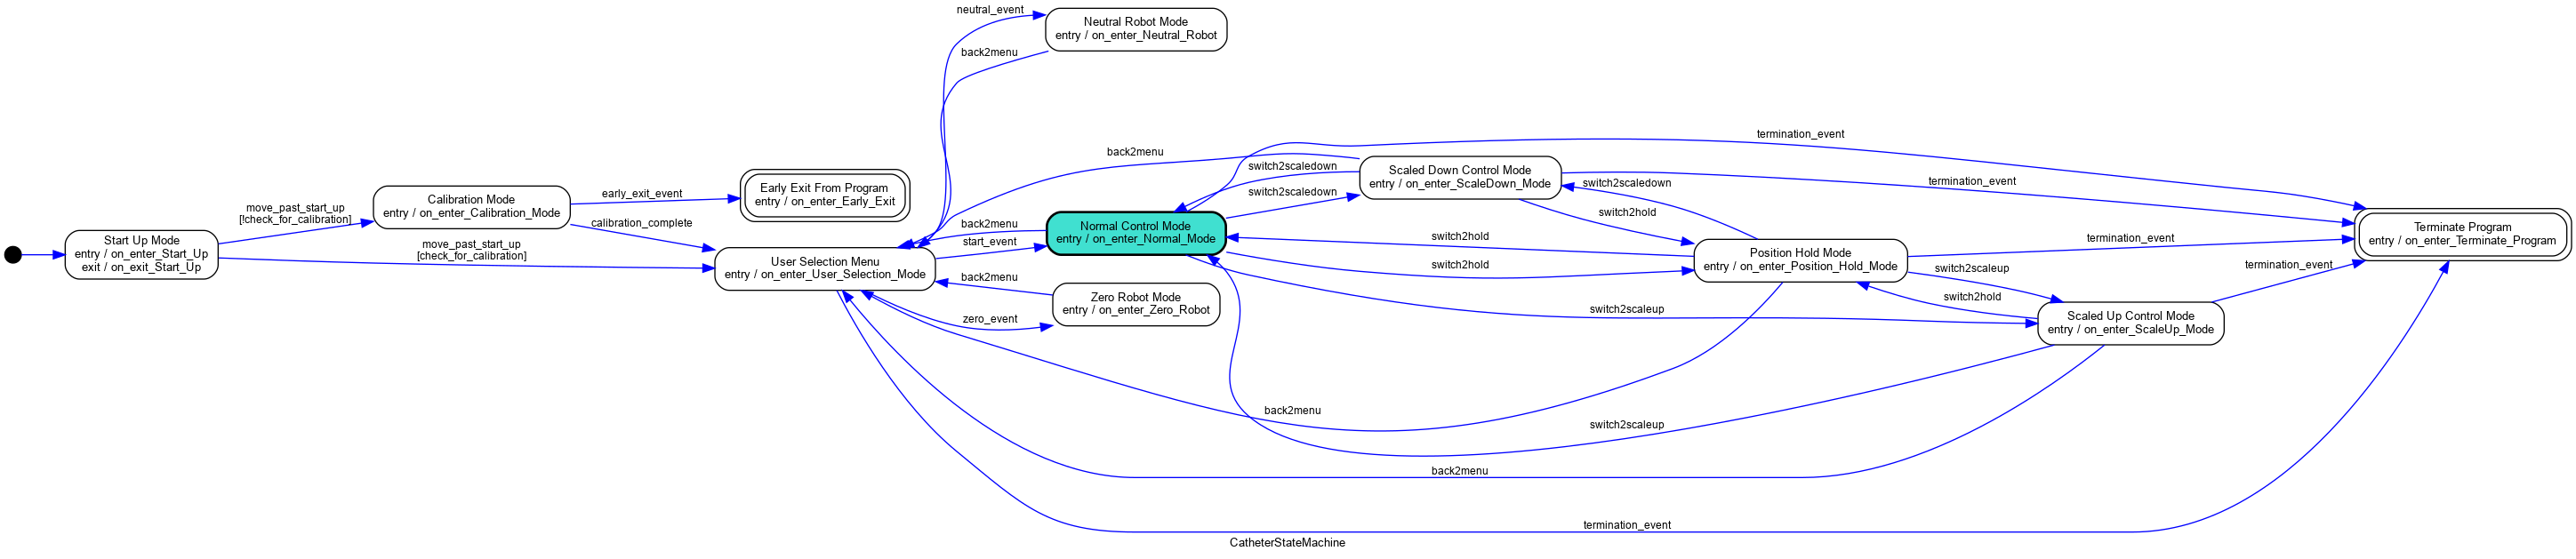 neutral_event
Neutral Robot Mode
entry / on_enter_Neutral_Robot
back2menu
termination_event
back2menu
switch2scaledown
Scaled Down Control Mode
entry / on_enter_ScaleDown_Mode
switch2scaledown
termination_event
Early Exit From Program
entry / on_enter_Early_Exit
early_exit_event
Calibration Mode
entry / on_enter_Calibration_Mode
switch2scaledown
move_past_start_up
[!check_for_calibration]
calibration_complete
switch2hold
back2menu
Normal Control Mode
entry / on_enter_Normal_Mode
Terminate Program
entry / on_enter_Terminate_Program
Start Up Mode
entry / on_enter_Start_Up
exit / on_exit_Start_Up
move_past_start_up
[check_for_calibration]
start_event
switch2hold
termination_event
User Selection Menu
entry / on_enter_User_Selection_Mode
Position Hold Mode
entry / on_enter_Position_Hold_Mode
switch2hold
switch2scaleup
termination_event
back2menu
Zero Robot Mode
entry / on_enter_Zero_Robot
switch2hold
zero_event
switch2scaleup
Scaled Up Control Mode
entry / on_enter_ScaleUp_Mode
back2menu
switch2scaleup
back2menu
termination_event
CatheterStateMachine